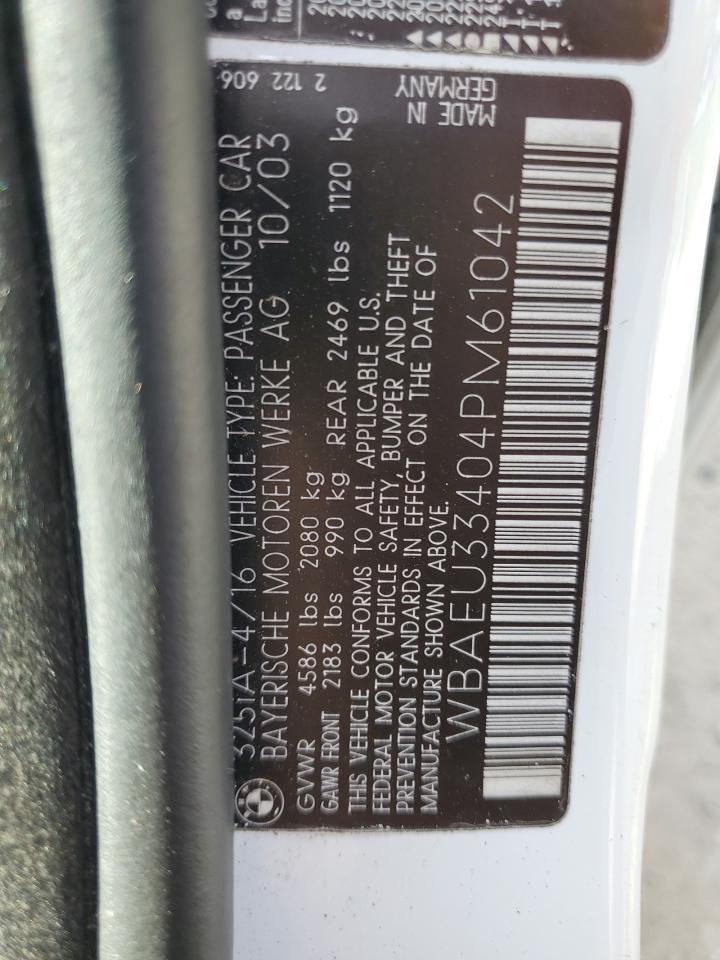 325iA-4/16 VEHICLE TYPE: PASSENGER CAR
BAYERISCHE MOTOREN WERKE AG 10/03
GVWR 4586 lbs 2080 kg
GAWR FRONT 2183 lbs 990 kg REAR 2469 lbs 1120 kg
THIS VEHICLE CONFORMS TO ALL APPLICABLE U.S.
FEDERAL MOTOR VEHICLE SAFETY, BUMPER AND THEFT
PREVENTION STANDARDS IN EFFECT ON THE DATE OF
MANUFACTURE SHOWN ABOVE.
WBAEU33404PM61042
2 122 606
MADE IN
GERMANY